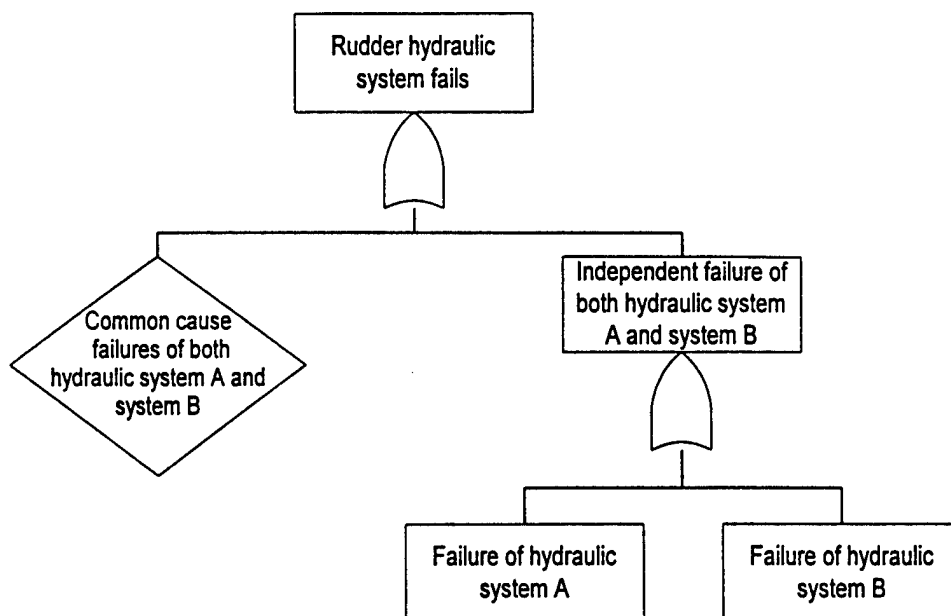 Rudder hydraulic
system fails
Common cause
failures of both
hydraulic system A and
system B
Independent failure of
both hydraulic system
A and system B
Failure of hydraulic
system A
Failure of hydraulic
system B